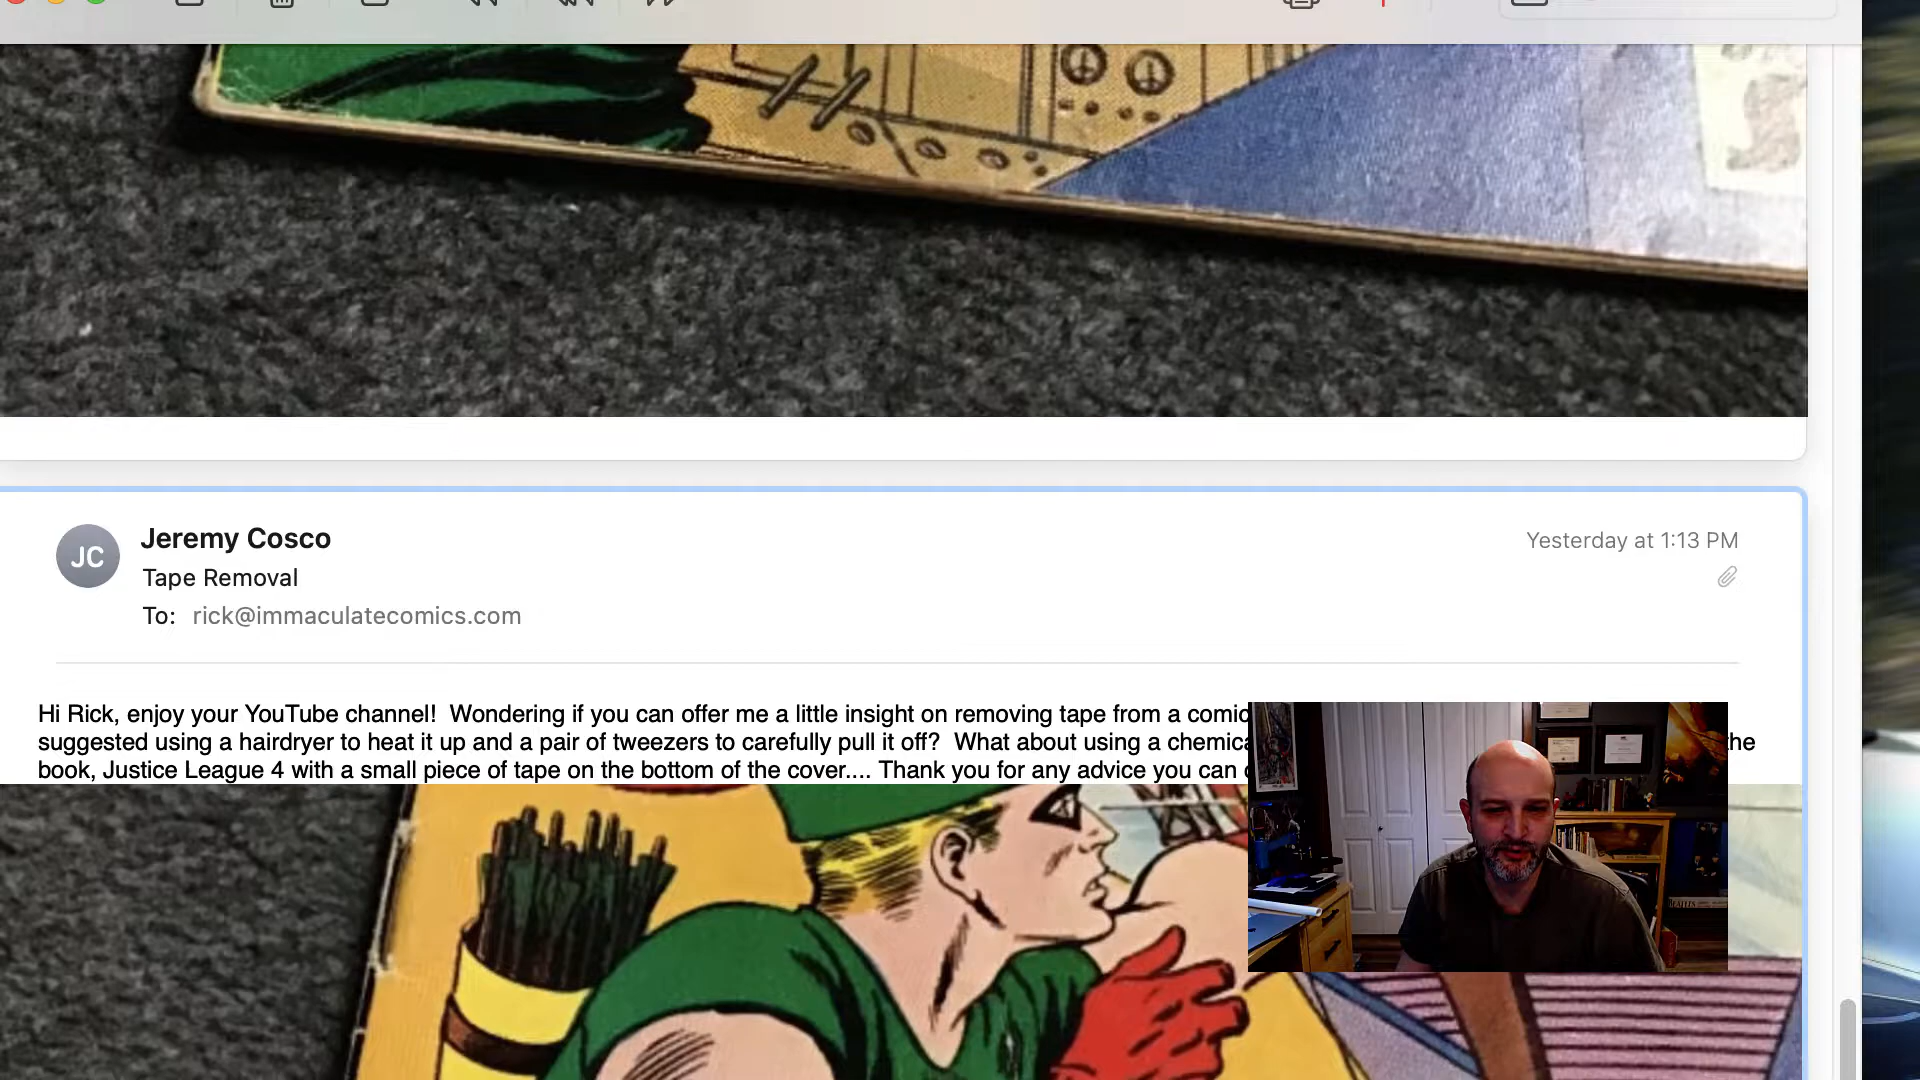 Jeremy Cosco
Yesterday at 1:13 PM
JC
Tape Removal
To: rick@immaculatecomics.com
Hi Rick, enjoy your YouTube channel!  Wondering if you can offer me a little insight on removing tape from a comic
suggested using a hairdryer to heat it up and a pair of tweezers to carefully pull it off?  What about using a chemica the
book, Justice League 4 with a small piece of tape on the bottom of the cover.... Thank you for any advice you can